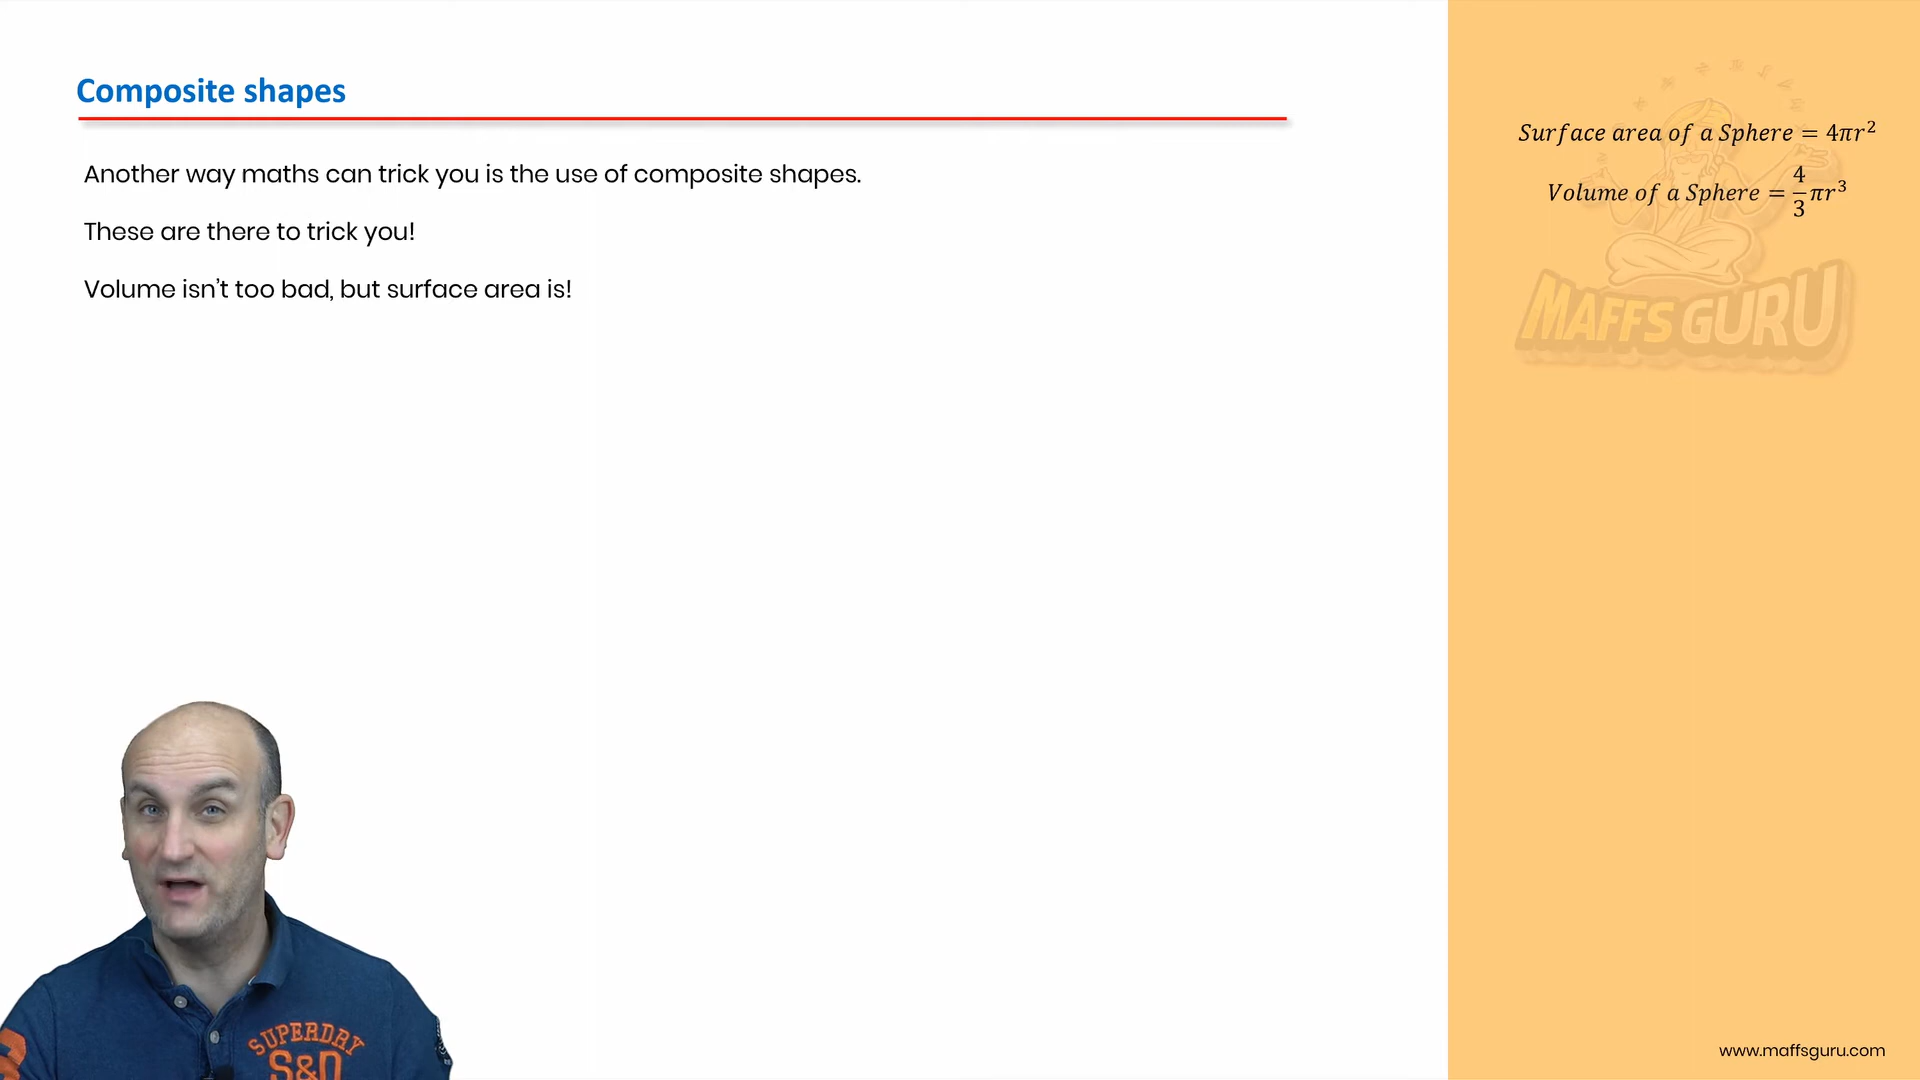 Composite shapes
Another way maths can trick you is the use of composite shapes.
These are there to trick you!
Volume isn't too bad, but surface area is!
Surface area of a Sphere = 4πr²
Volume of a Sphere = 4/3 πr³
MAFFS GURU
SUPERDRY
S&D
www.maffsguru.com